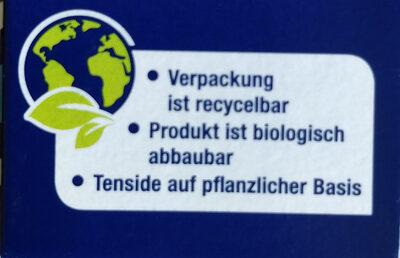 • Verpackung
ist recycelbar
• Produkt ist biologisch
abbaubar
• Tenside auf pflanzlicher Basis